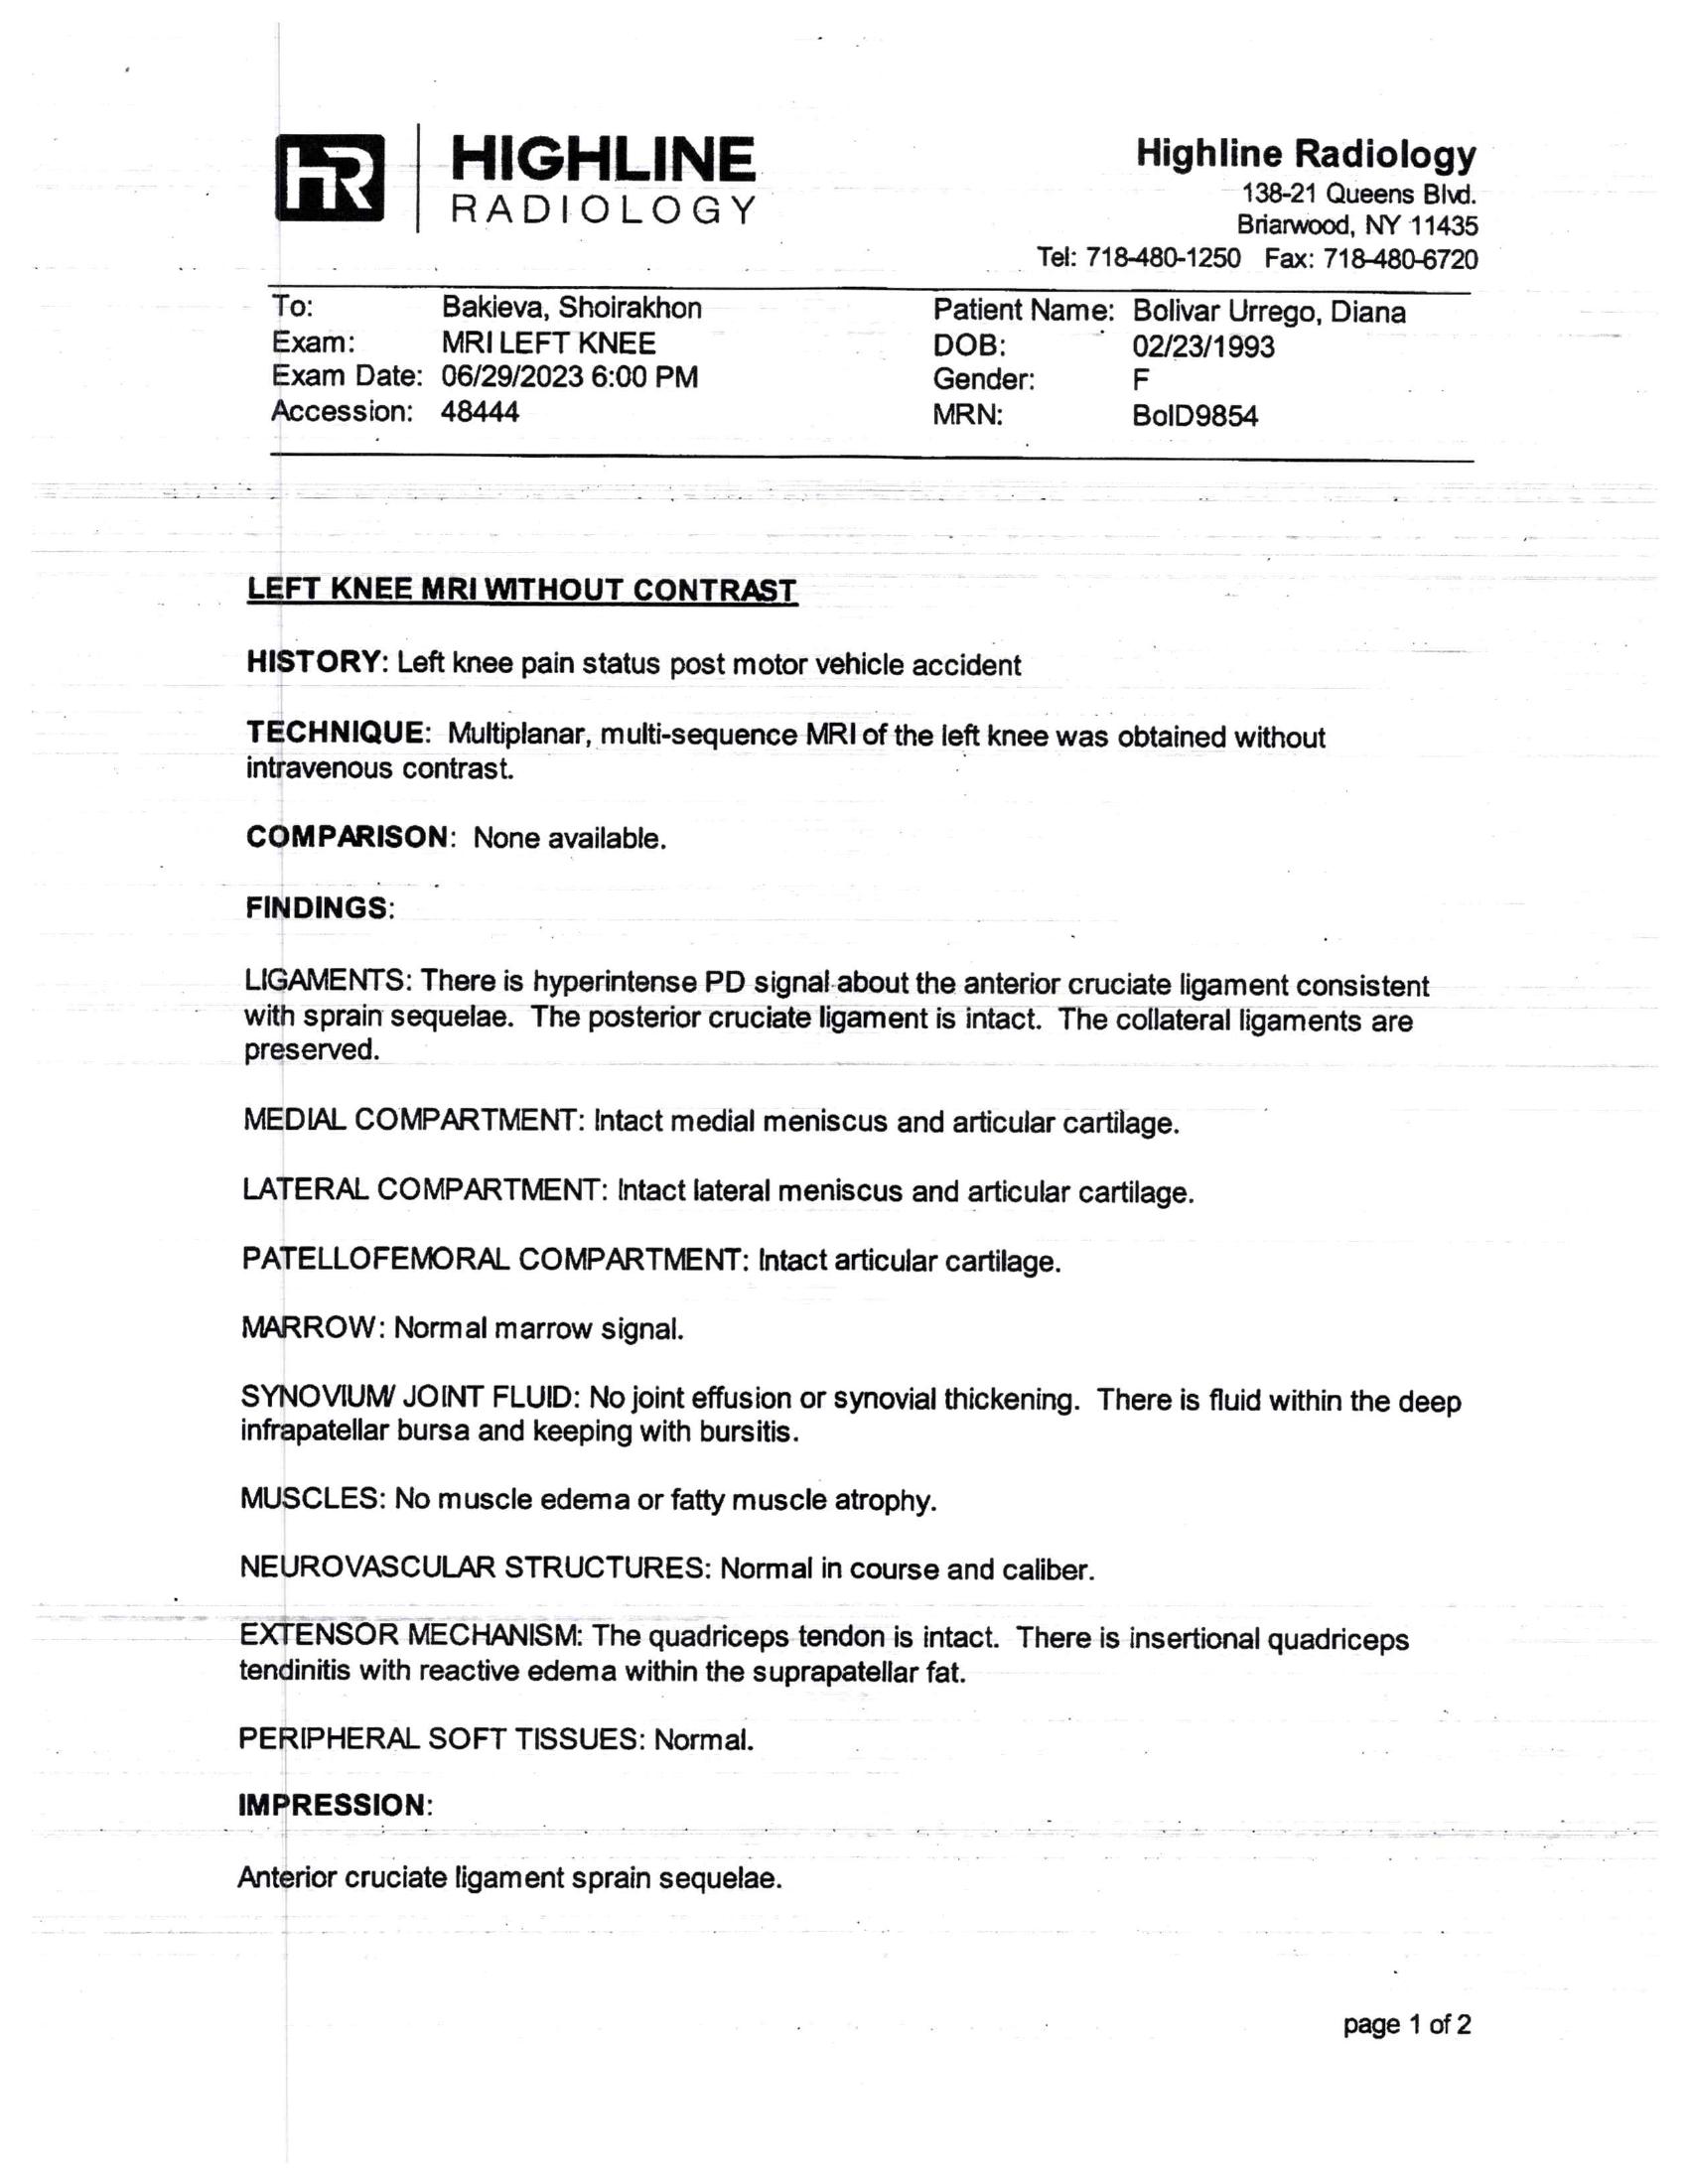 HR
HIGHLINE
RADIOLOGY
Highline Radiology
138-21 Queens Blvd.
Briarwood, NY 11435
Tel: 718-480-1250 Fax: 718-480-6720
To: Bakieva, Shoirakhon
Exam: MRI LEFT KNEE
Exam Date: 06/29/2023 6:00 PM
Accession: 48444
Patient Name: Bolivar Urrego, Diana
DOB: 02/23/1993
Gender: F
MRN: BolD9854
LEFT KNEE MRI WITHOUT CONTRAST
HISTORY: Left knee pain status post motor vehicle accident
TECHNIQUE: Multiplanar, multi-sequence MRI of the left knee was obtained without
intravenous contrast.
COMPARISON: None available.
FINDINGS:
LIGAMENTS: There is hyperintense PD signal about the anterior cruciate ligament consistent
with sprain sequelae. The posterior cruciate ligament is intact. The collateral ligaments are
preserved.
MEDIAL COMPARTMENT: Intact medial meniscus and articular cartilage.
LATERAL COMPARTMENT: Intact lateral meniscus and articular cartilage.
PATELLOFEMORAL COMPARTMENT: Intact articular cartilage.
MARROW: Normal marrow signal.
SYNOVIUM/ JOINT FLUID: No joint effusion or synovial thickening. There is fluid within the deep
infrapatellar bursa and keeping with bursitis.
MUSCLES: No muscle edema or fatty muscle atrophy.
NEUROVASCULAR STRUCTURES: Normal in course and caliber.
EXTENSOR MECHANISM: The quadriceps tendon is intact. There is insertional quadriceps
tendinitis with reactive edema within the suprapatellar fat.
PERIPHERAL SOFT TISSUES: Normal.
IMPRESSION:
Anterior cruciate ligament sprain sequelae.
page 1 of 2